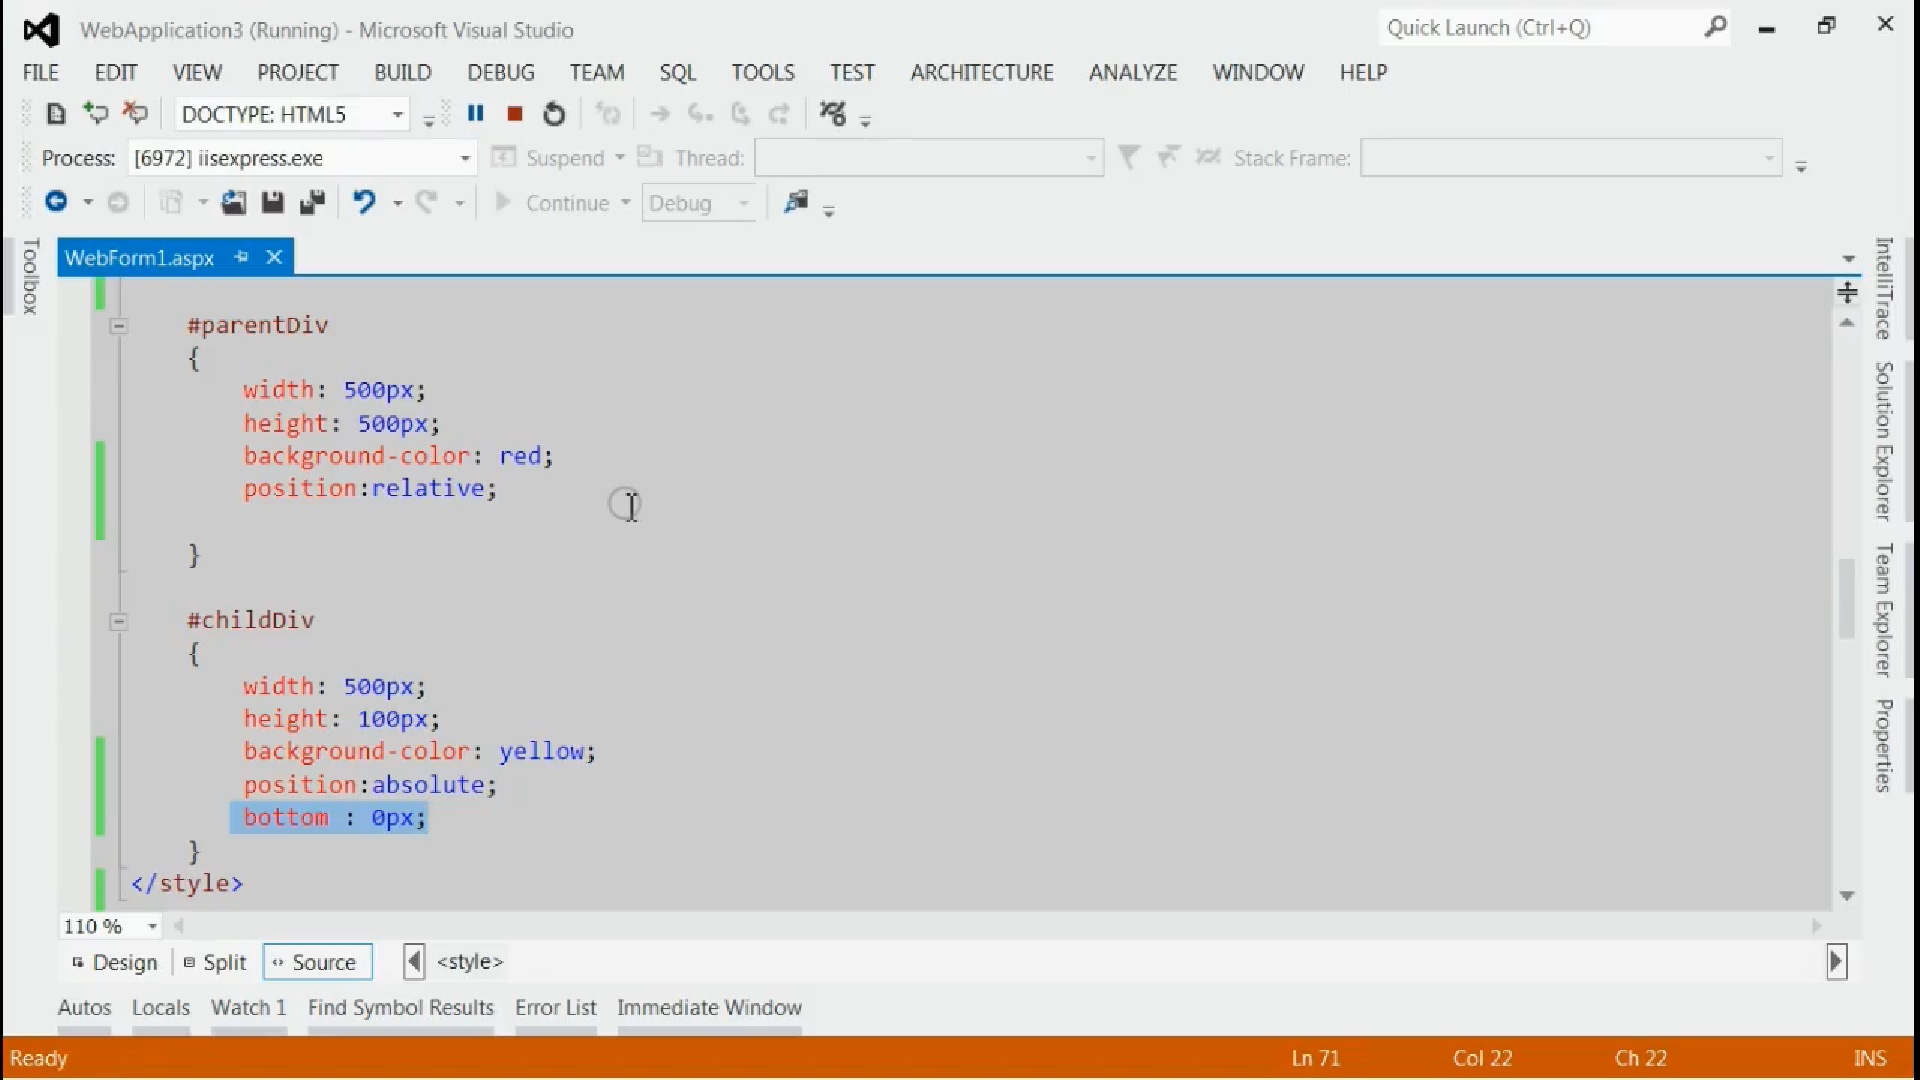 WebApplication3 (Running) - Microsoft Visual Studio
Quick Launch (Ctrl+Q)
FILE EDIT VIEW PROJECT BUILD DEBUG TEAM SQL TOOLS TEST ARCHITECTURE ANALYZE WINDOW HELP
DOCTYPE: HTML5
Process: [6972] iisexpress.exe Suspend Thread: Stack Frame:
Continue Debug
Toolbox
WebForm1.aspx
#parentDiv
{
width: 500px;
height: 500px;
background-color: red;
position:relative;
}
#childDiv
{
width: 500px;
height: 100px;
background-color: yellow;
position:absolute;
bottom : 0px;
}
</style>
IntelliTrace
Solution Explorer
Team Explorer
Properties
110 %
Design Split Source <style>
Autos Locals Watch 1 Find Symbol Results Error List Immediate Window
Ready Ln 71 Col 22 Ch 22 INS